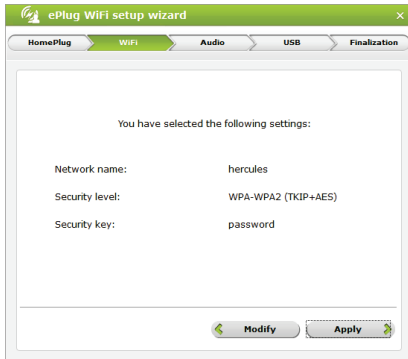 ePlug WiFi setup wizard
HomePlug WiFi Audio USB Finalization
You have selected the following settings:
Network name: hercules
Security level: WPA-WPA2 (TKIP+AES)
Security key: password
Modify Apply